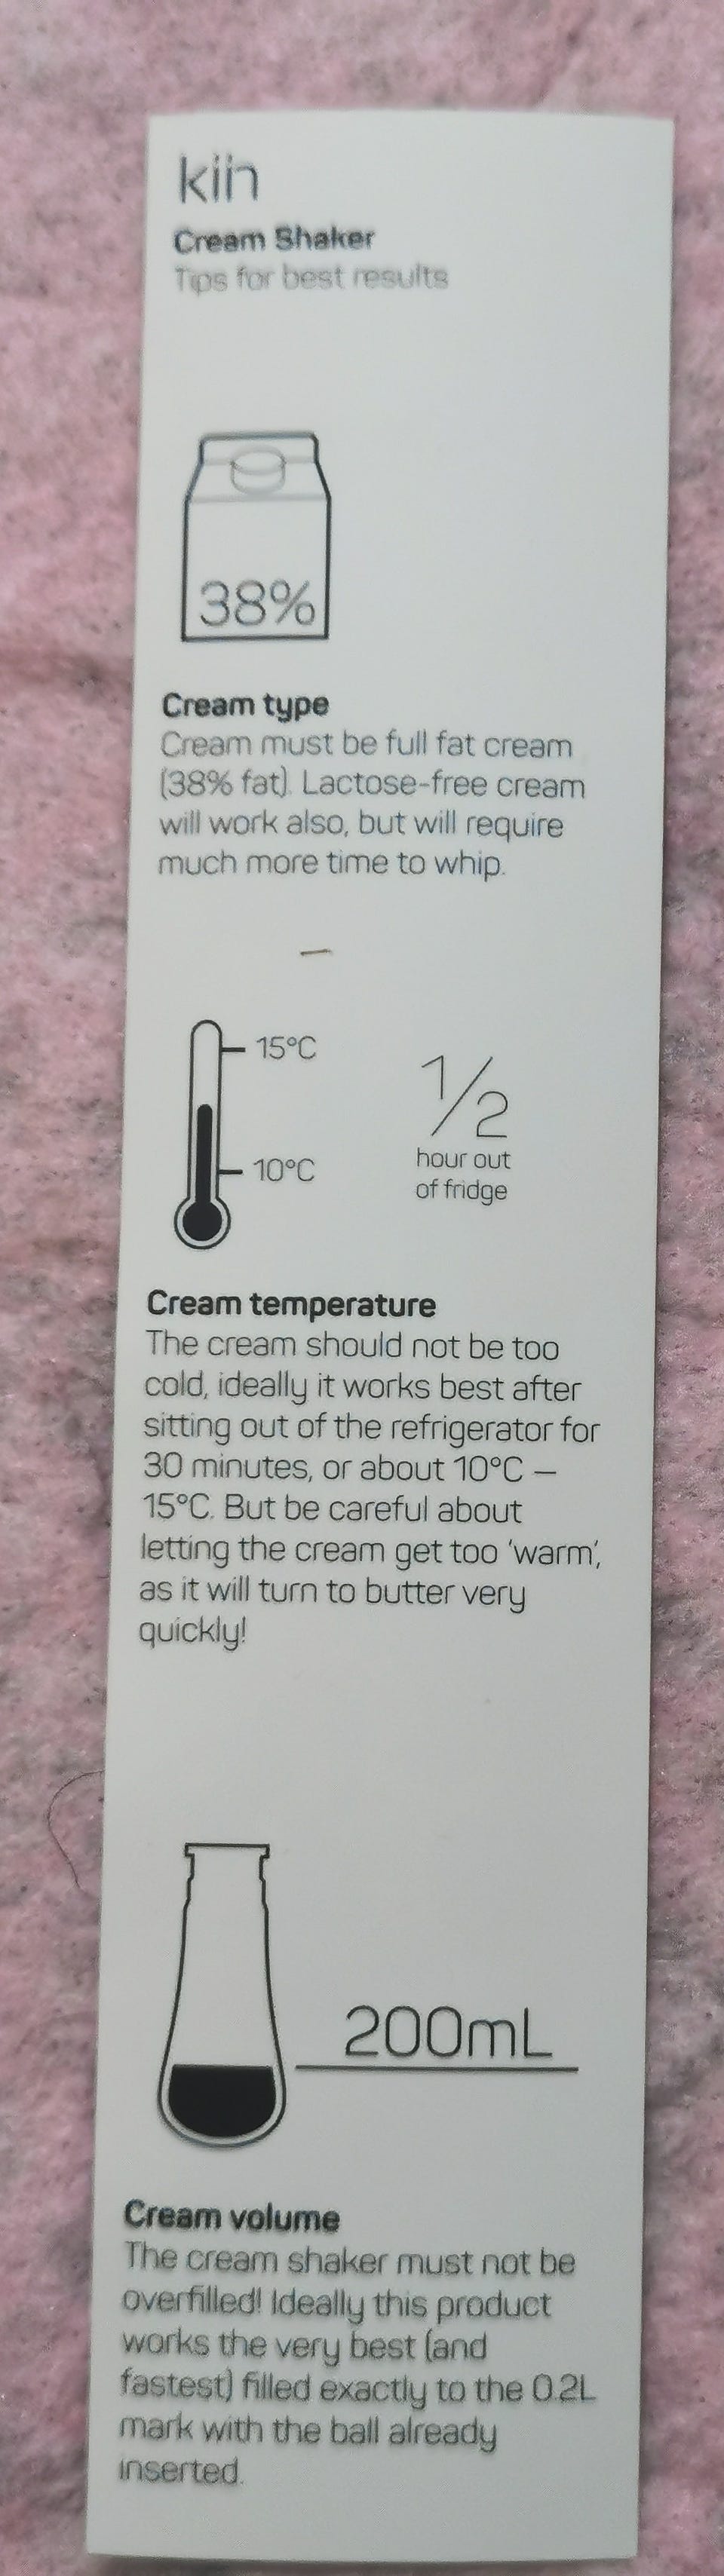 kiin
Cream Shaker
Tips for best results
38%
Cream type
Cream must be full fat cream
(38% fat). Lactose-free cream
will work also, but will require
much more time to whip.
15°C
10°C
1/2
hour out
of fridge
Cream temperature
The cream should not be too
cold, ideally it works best after
sitting out of the refrigerator for
30 minutes, or about 10°C –
15°C. But be careful about
letting the cream get too 'warm',
as it will turn to butter very
quickly!
200mL
Cream volume
The cream shaker must not be
overfilled! Ideally this product
works the very best (and
fastest) filled exactly to the 0.2L
mark with the ball already
inserted.